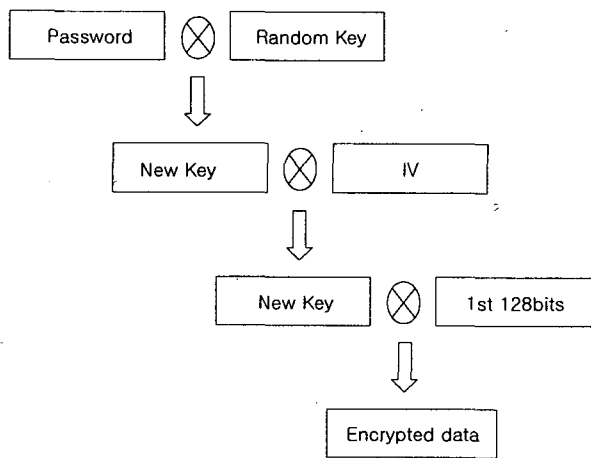 Password
Random Key
New Key
IV
New Key
1st 128bits
Encrypted data